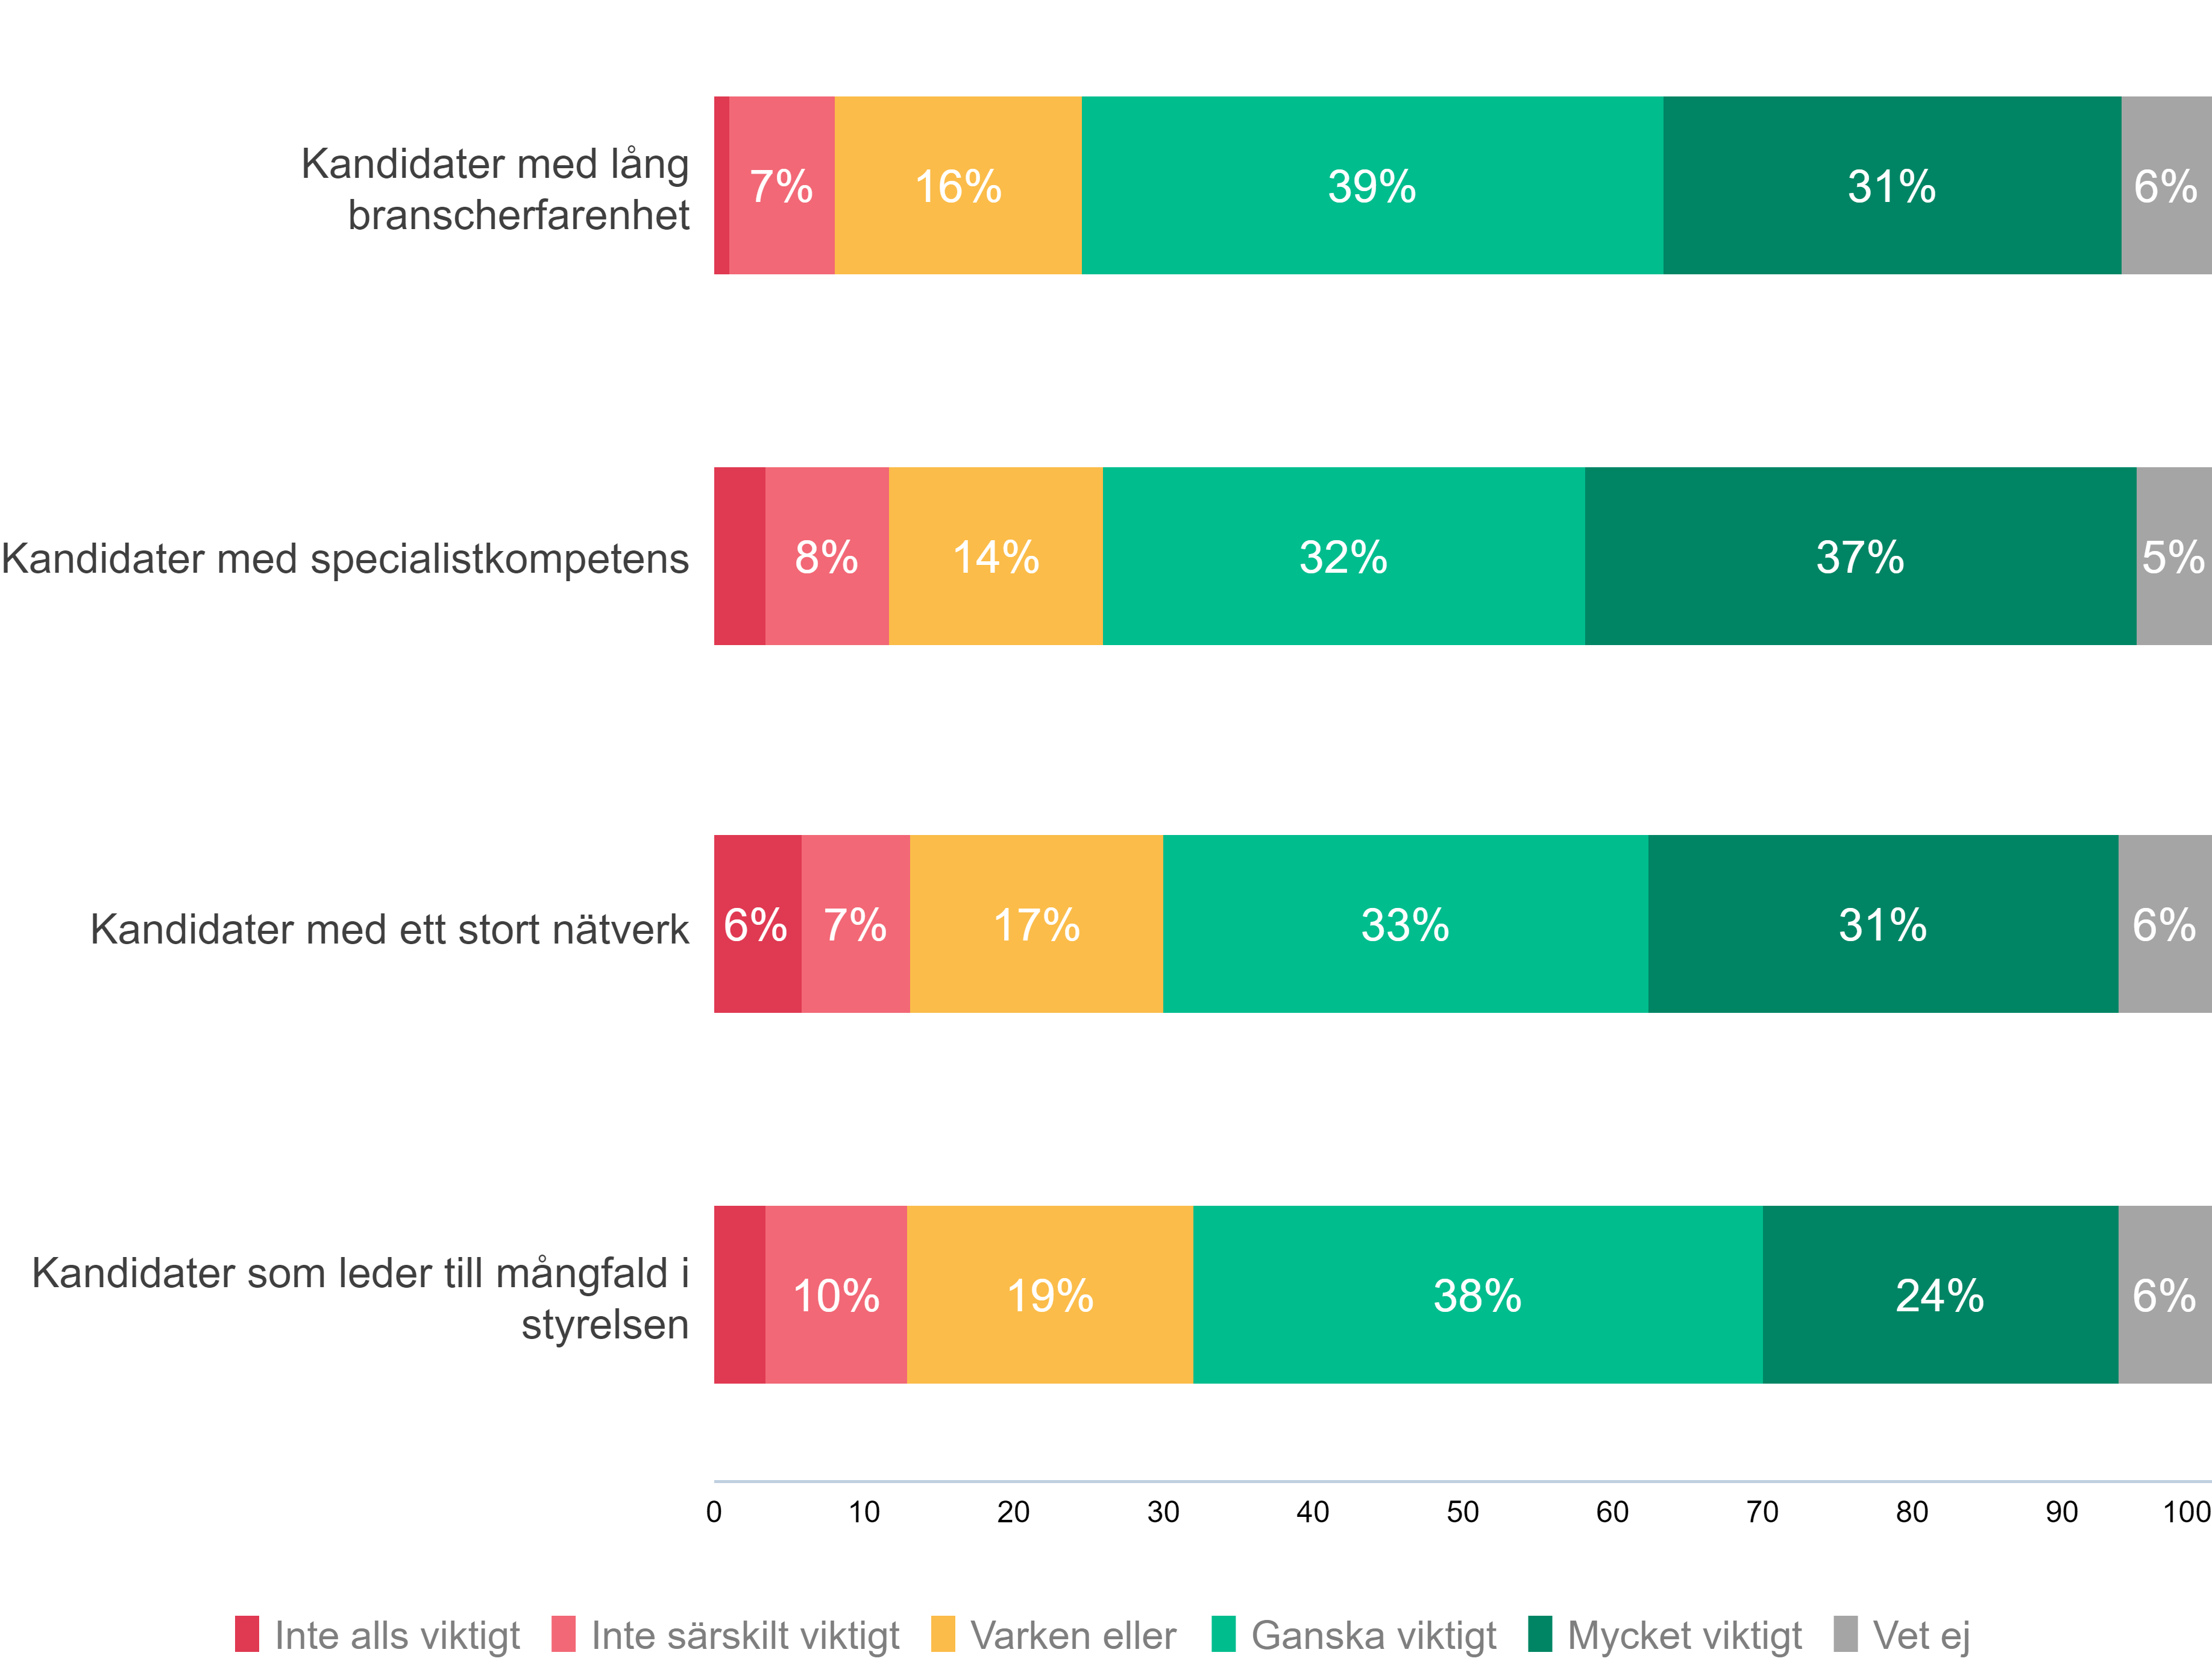 Kandidater med lång
branscherfarenhet
7% 16% 39% 31% 6%
Kandidater med specialistkompetens
8% 14% 32% 37% 5%
Kandidater med ett stort nätverk
6% 7% 17% 33% 31% 6%
Kandidater som leder till mångfald i
styrelsen
10% 19% 38% 24% 6%
0 10 20 30 40 50 60 70 80 90 100
Inte alls viktigt Inte särskilt viktigt Varken eller Ganska viktigt Mycket viktigt Vet ej